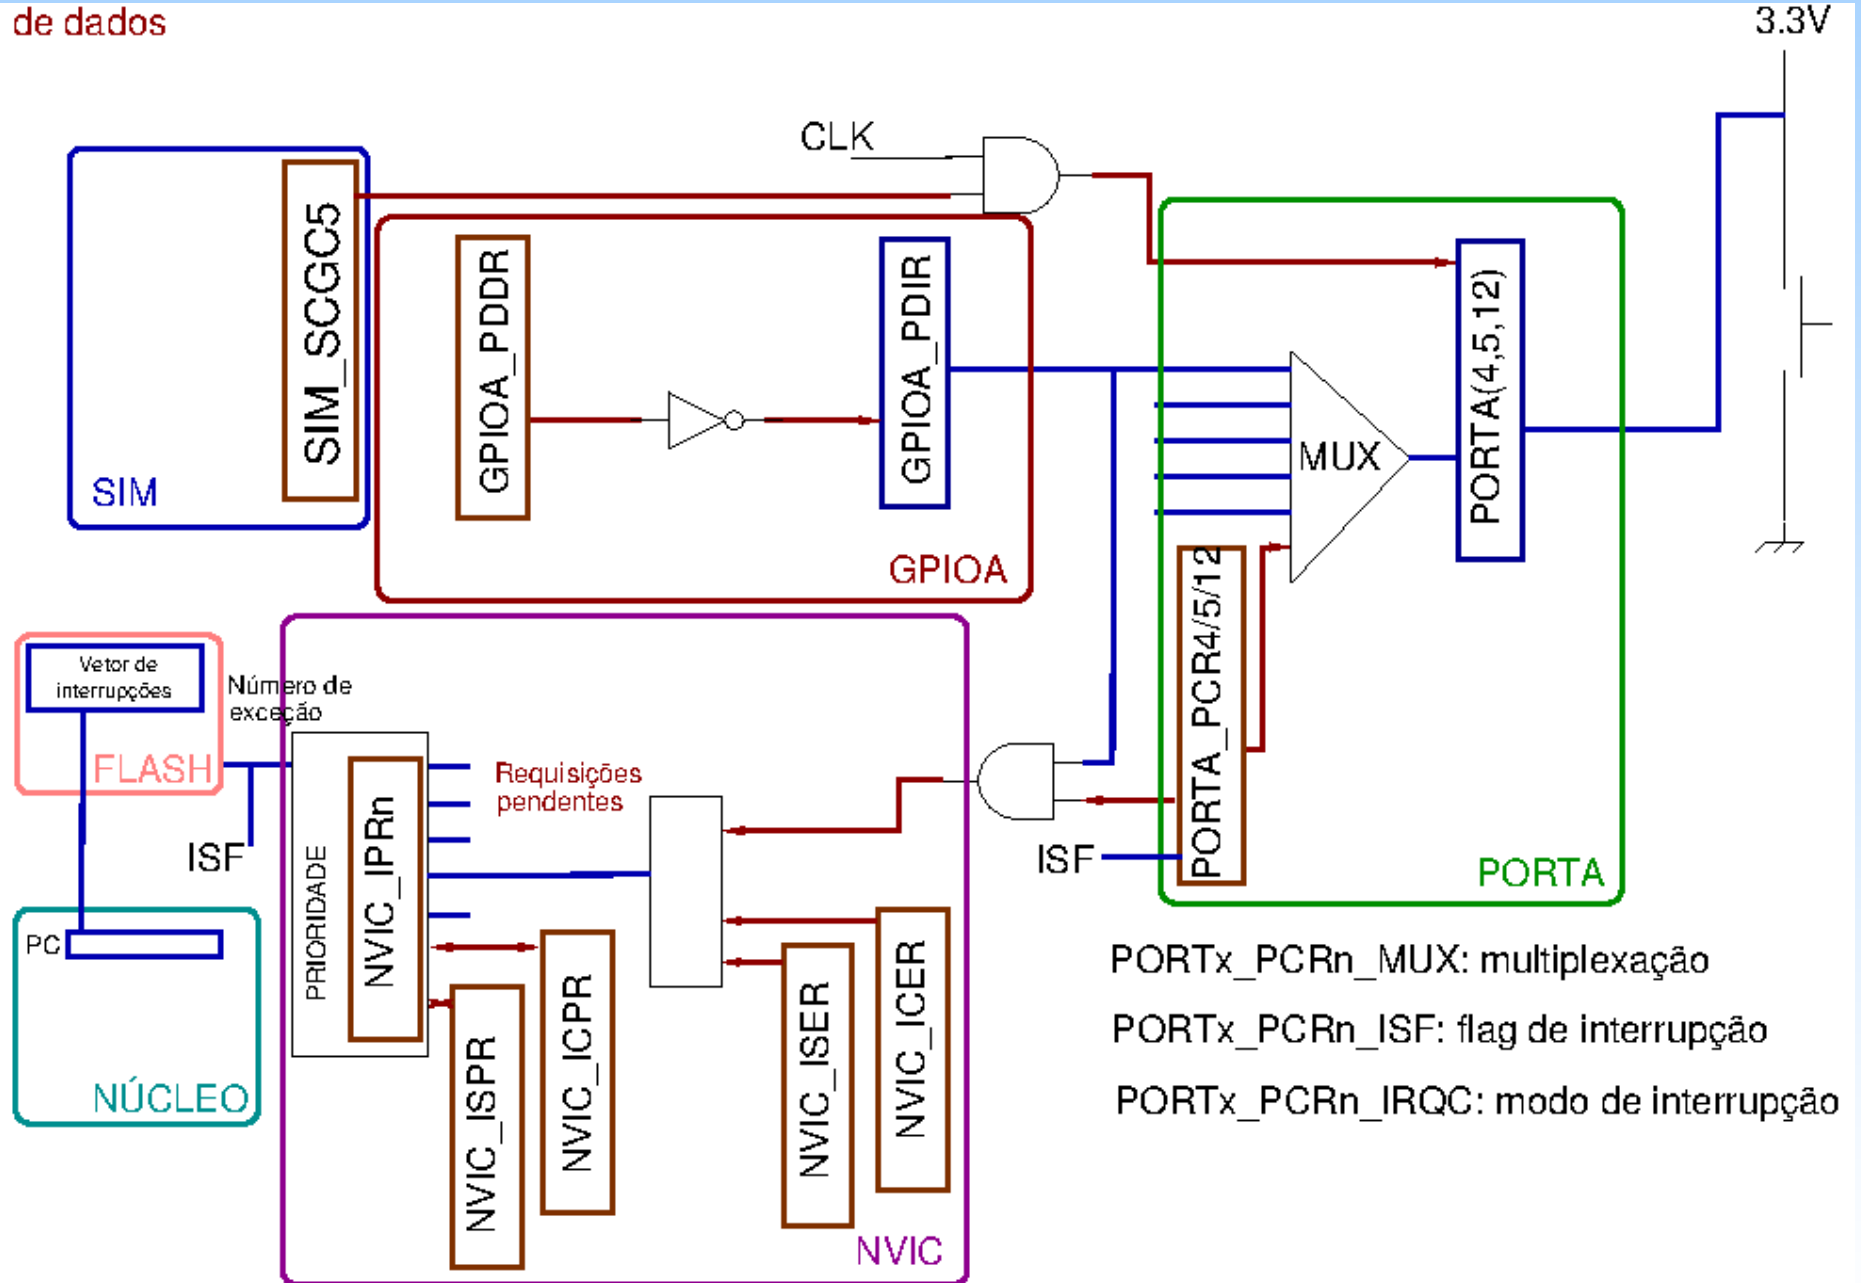 de dados
3.3V
CLK
SIM_SCGC5
SIM
GPIOA_PDDR
GPIOA_PDIR
GPIOA
MUX
PORTA(4,5,12)
PORTA_PCR4/5/12
ISF
PORTA
Vetor de
interrupções
FLASH
Número de
exceção
ISF
PC
NÚCLEO
PRIORIDADE
NVIC_IPRn
Requisições
pendentes
NVIC_ISPR
NVIC_ICPR
NVIC_ISER
NVIC_ICER
NVIC
PORTx_PCRn_MUX: multiplexação
PORTx_PCRn_ISF: flag de interrupção
PORTx_PCRn_IRQC: modo de interrupção